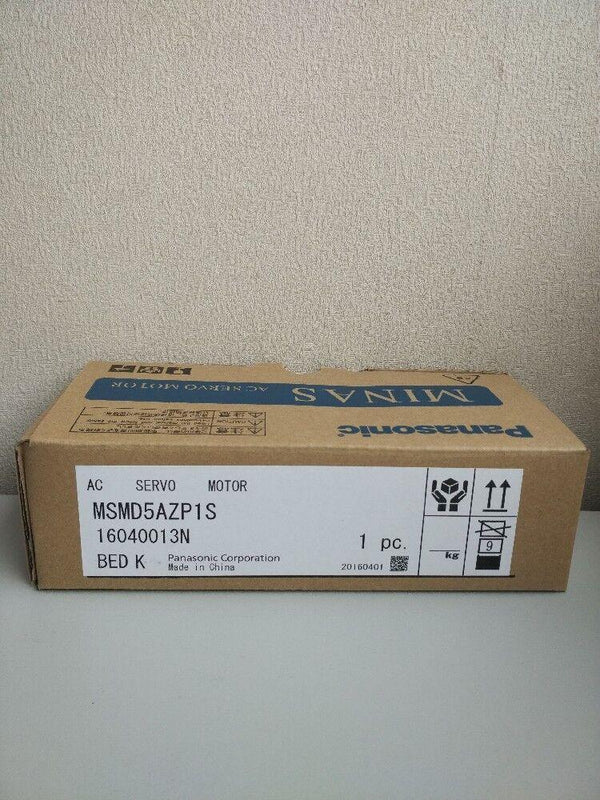 MINAS
AC SERVO MOTOR
Panasonic
AC SERVO MOTOR
MSMD5AZP1S
16040013N
1 pc.
kg
9
BED K
Panasonic Corporation
Made in China
20160401